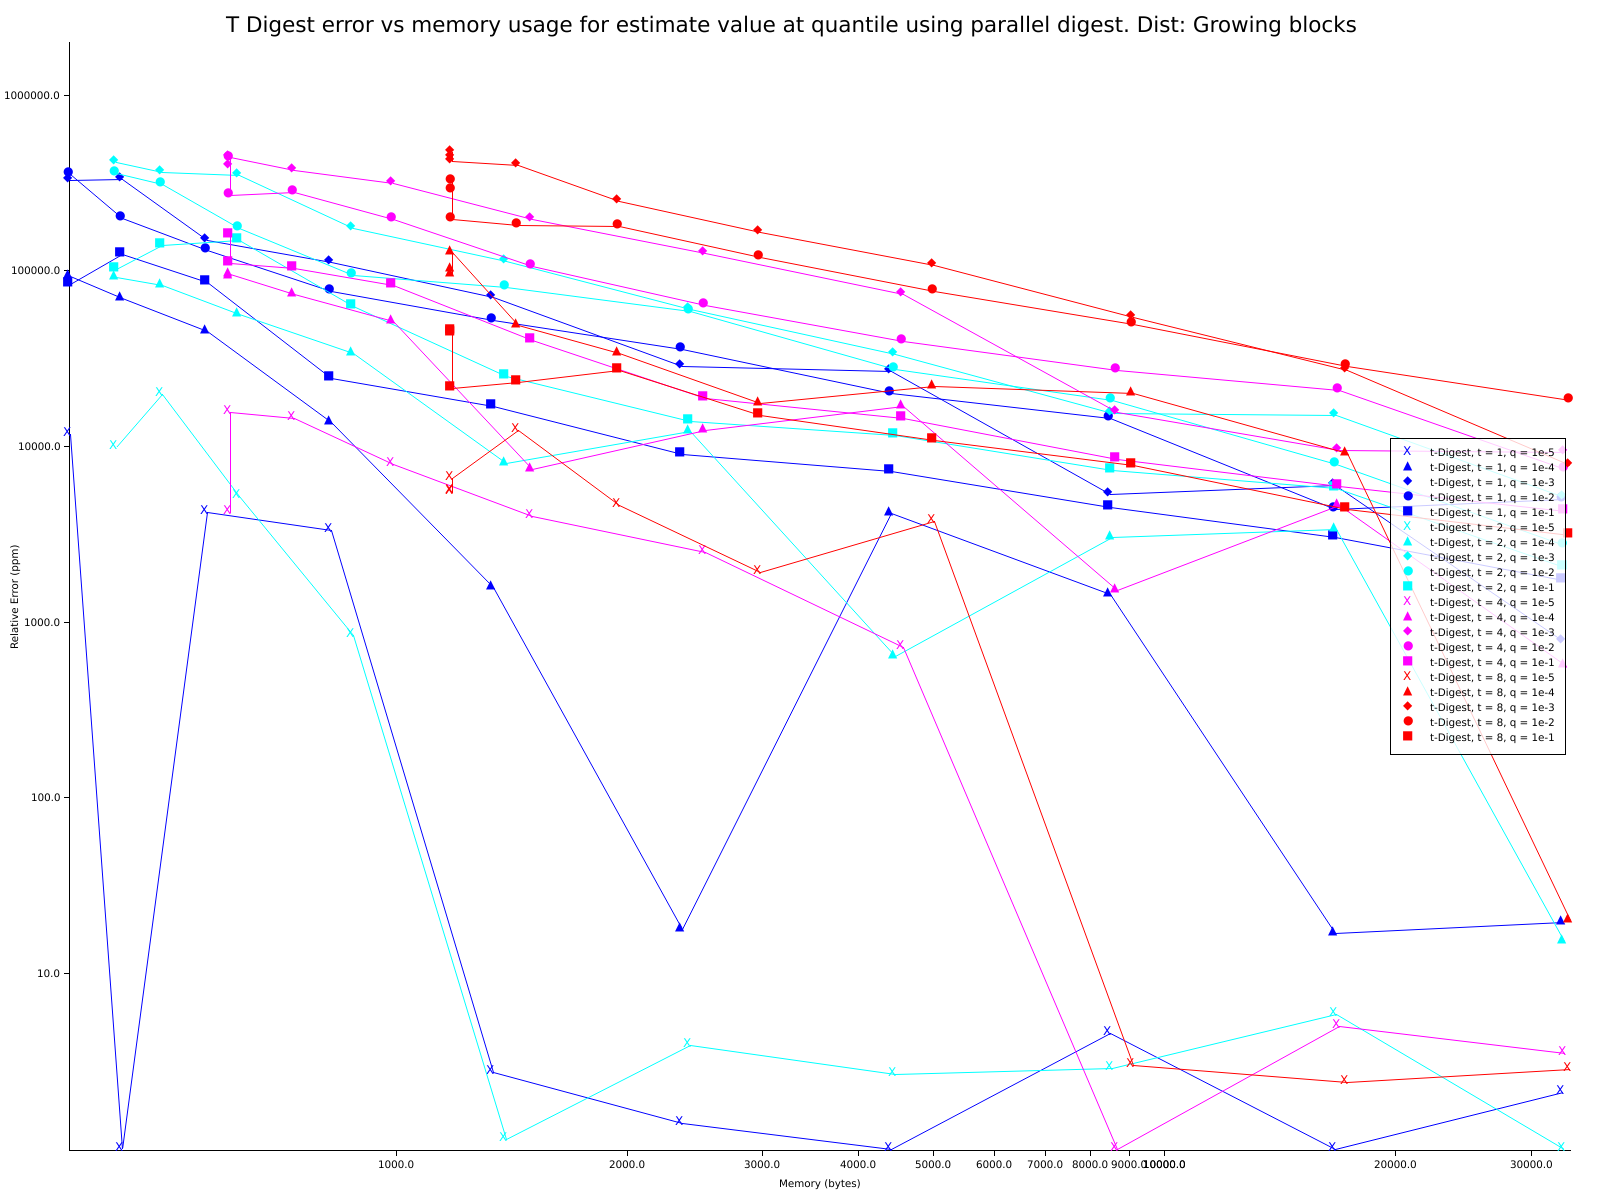 T Digest error vs memory usage for estimate value at quantile using parallel digest. Dist: Growing blocks
1000000.0
100000.0
10000.0
1000.0
100.0
10.0
Relative Error (ppm)
t-Digest, t = 1, q = 1e-5
t-Digest, t = 1, q = 1e-4
t-Digest, t = 1, q = 1e-3
t-Digest, t = 1, q = 1e-2
t-Digest, t = 1, q = 1e-1
t-Digest, t = 2, q = 1e-5
t-Digest, t = 2, q = 1e-4
t-Digest, t = 2, q = 1e-3
t-Digest, t = 2, q = 1e-2
t-Digest, t = 2, q = 1e-1
t-Digest, t = 4, q = 1e-5
t-Digest, t = 4, q = 1e-4
t-Digest, t = 4, q = 1e-3
t-Digest, t = 4, q = 1e-2
t-Digest, t = 4, q = 1e-1
t-Digest, t = 8, q = 1e-5
t-Digest, t = 8, q = 1e-4
t-Digest, t = 8, q = 1e-3
t-Digest, t = 8, q = 1e-2
t-Digest, t = 8, q = 1e-1
1000.0 2000.0 3000.0 4000.0 5000.0 6000.0 7000.0 8000.0 9000.0 10000.0 20000.0 30000.0
Memory (bytes)